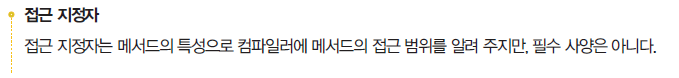 접근 지정자
접근 지정자는 메서드의 특성으로 컴파일러에 메서드의 접근 범위를 알려 주지만, 필수 사양은 아니다.